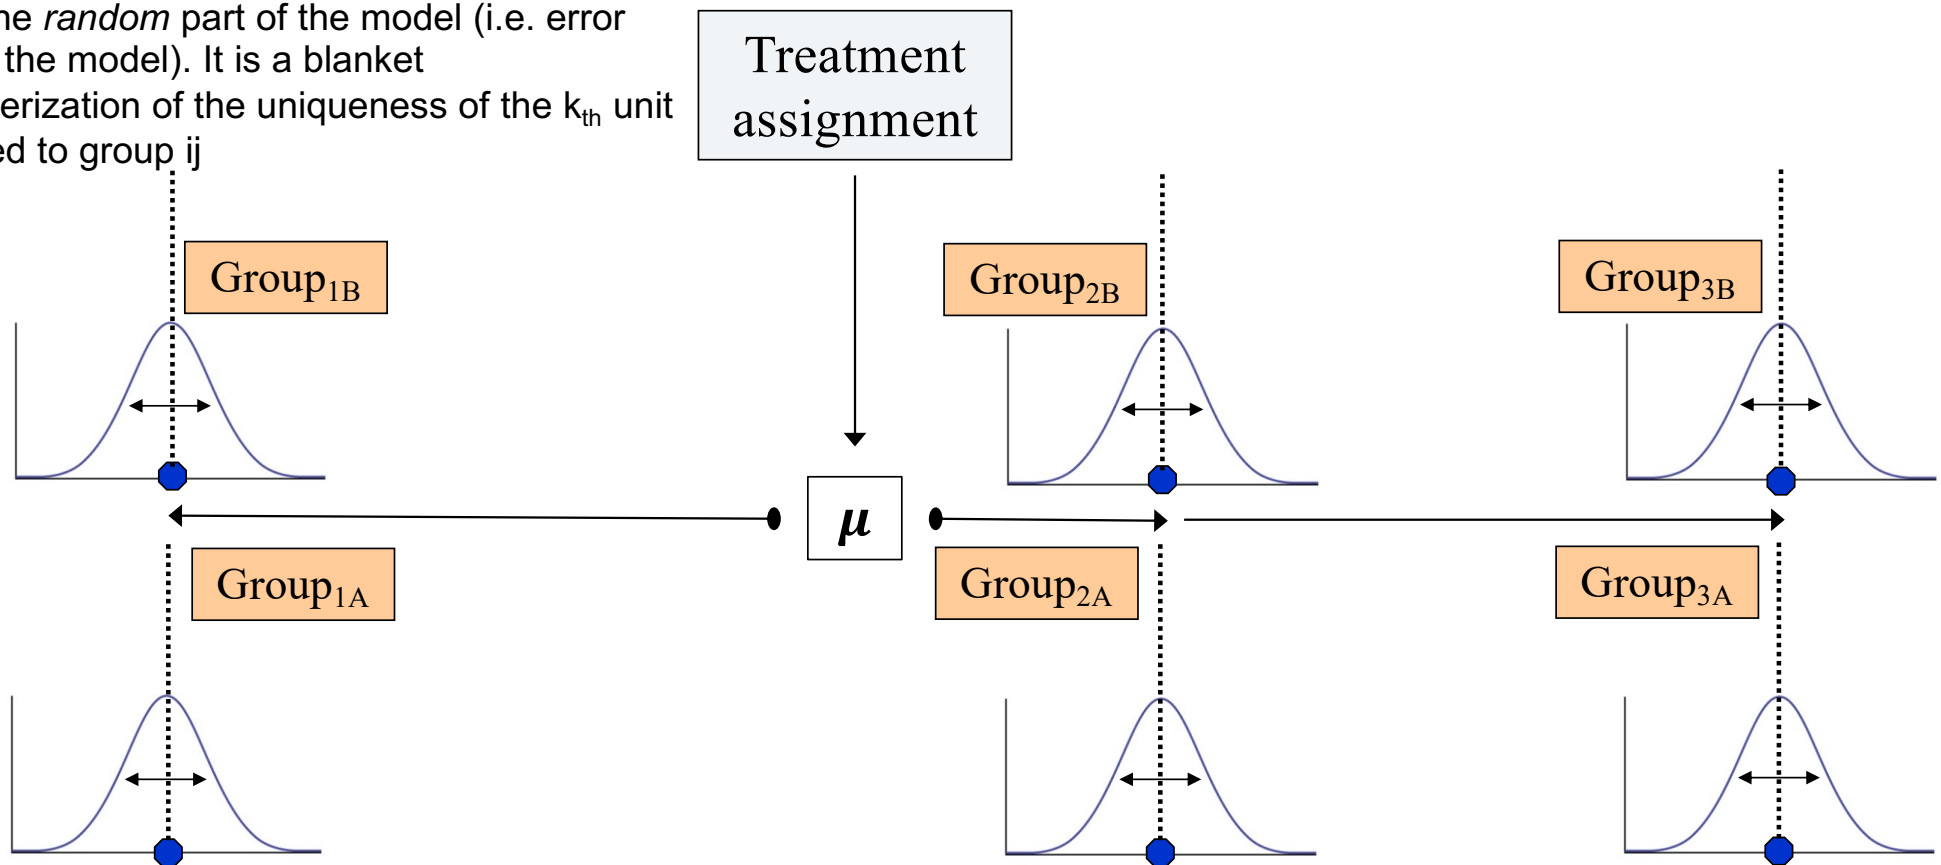 ne random part of the model (i.e. error
the model). It is a blanket
erization of the uniqueness of the kth unit
ed to group ij
Treatment
assignment
Group1B
Group2B
Group3B
μ
Group1A
Group2A
Group3A